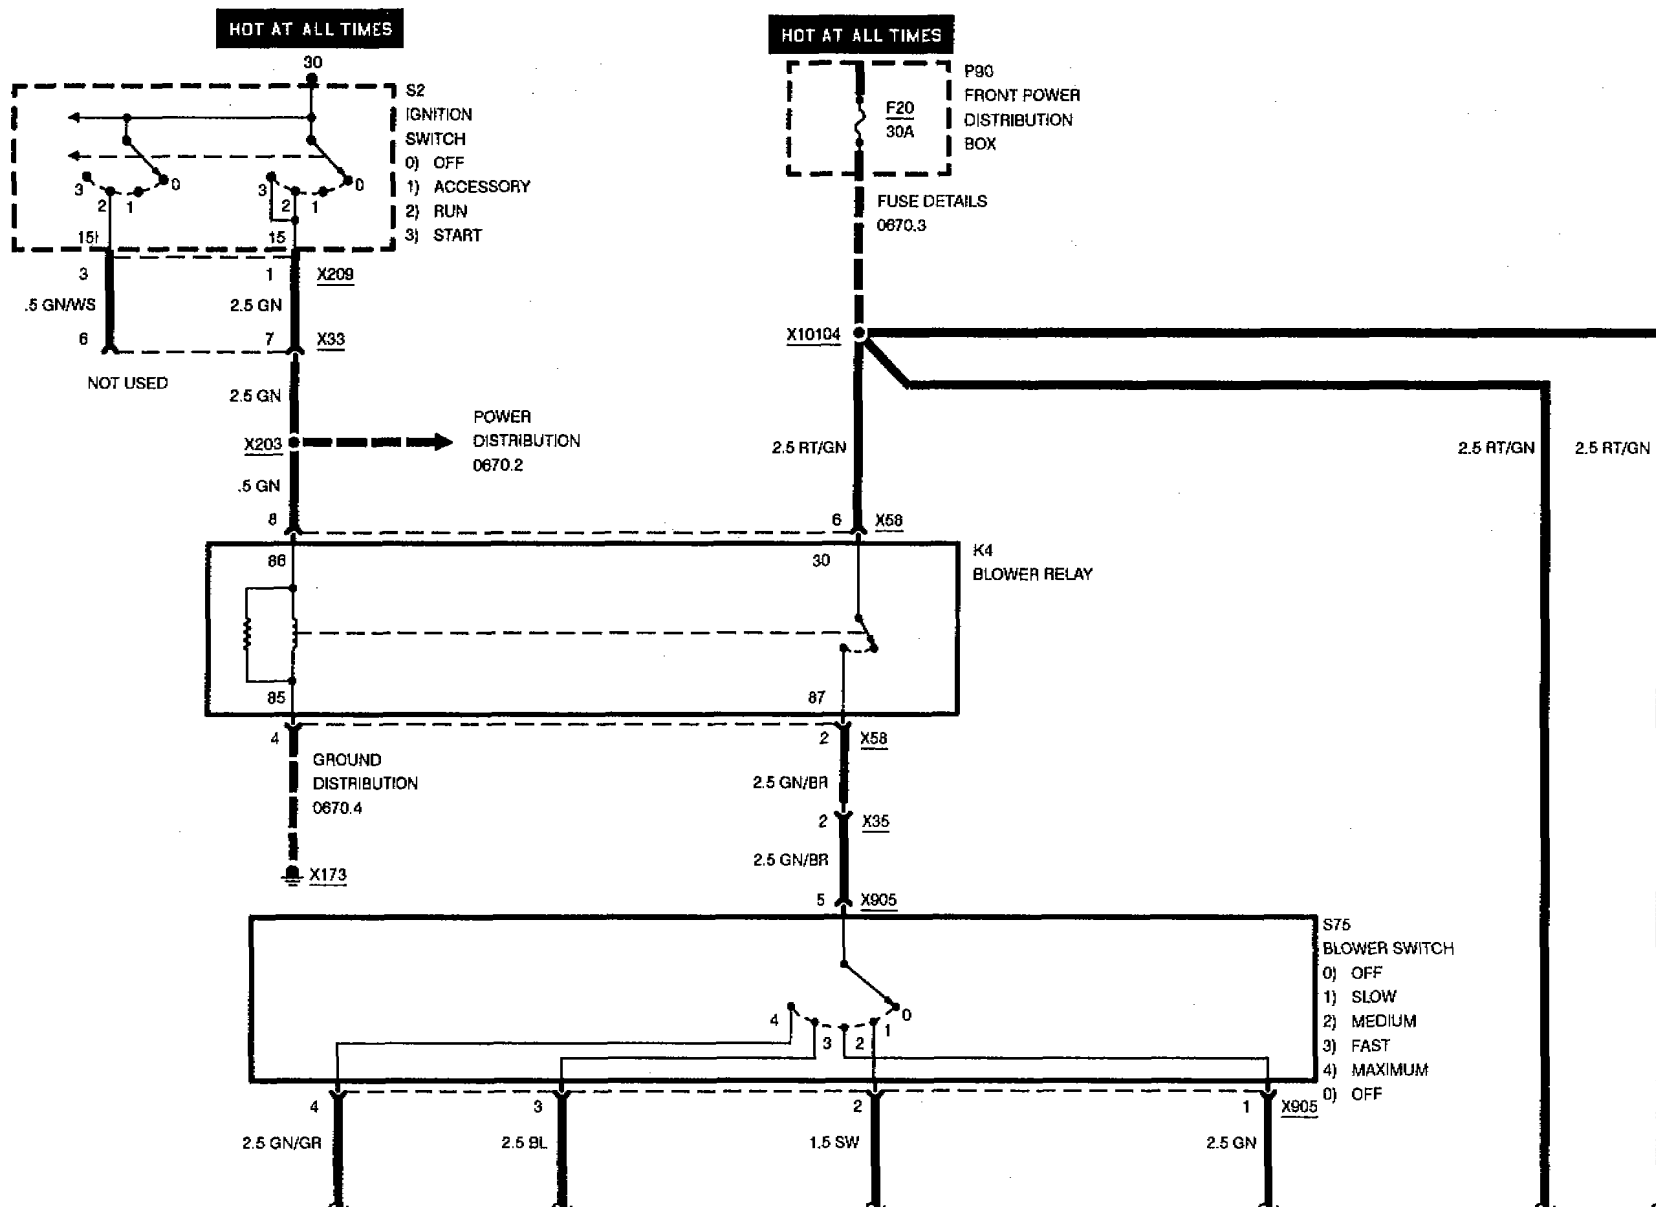 HOT AT ALL TIMES
30
S2
IGNITION
SWITCH
0) OFF
1) ACCESSORY
2) RUN
3) START
3
2
1
0
3
2
1
0
15I
15
3
1
X209
.5 GN/WS
2.5 GN
6
7
X33
NOT USED
2.5 GN
X203
POWER
DISTRIBUTION
0670.2
.5 GN
8
HOT AT ALL TIMES
P90
FRONT POWER
DISTRIBUTION
BOX
F20
30A
FUSE DETAILS
0670.3
X10104
2.5 RT/GN
2.5 RT/GN
2.5 RT/GN
6
X58
K4
BLOWER RELAY
86
30
85
87
4
2
X58
GROUND
DISTRIBUTION
0670.4
X173
2.5 GN/BR
2
X35
2.5 GN/BR
5
X905
S75
BLOWER SWITCH
0) OFF
1) SLOW
2) MEDIUM
3) FAST
4) MAXIMUM
0) OFF
4
3
2
1
0
4
3
2
1
X905
2.5 GN/GR
2.5 BL
1.5 SW
2.5 GN